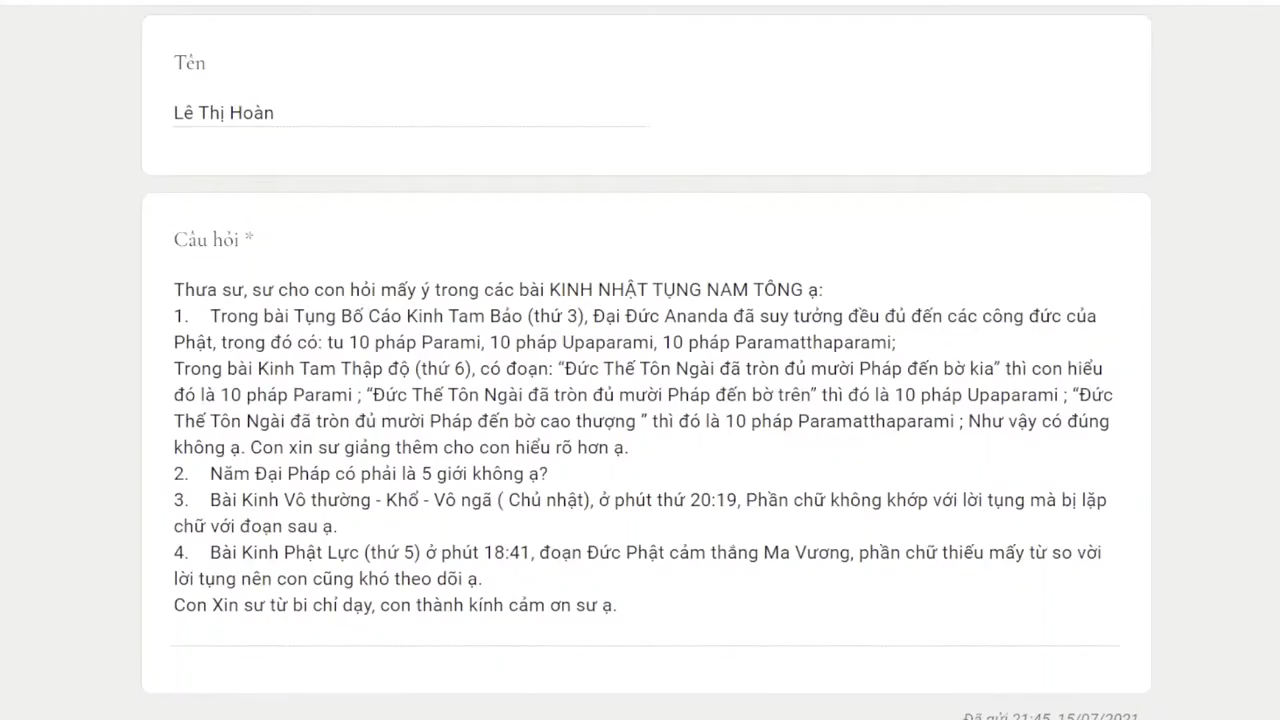 Tên
Lê Thị Hoàn
Câu hỏi *
Thưa sư, sư cho con hỏi mấy ý trong các bài KINH NHẬT TỤNG NAM TÔNG ạ:
1. Trong bài Tụng Bố Cáo Kinh Tam Bảo (thứ 3), Đại Đức Ananda đã suy tưởng đều đủ đến các công đức của
Phật, trong đó có: tu 10 pháp Parami, 10 pháp Upaparami, 10 pháp Paramatthaparami;
Trong bài Kinh Tam Thập độ (thứ 6), có đoạn: “Đức Thế Tôn Ngài đã tròn đủ mười Pháp đến bờ kia” thì con hiểu
đó là 10 pháp Parami ; “Đức Thế Tôn Ngài đã tròn đủ mười Pháp đến bờ trên” thì đó là 10 pháp Upaparami ; “Đức
Thế Tôn Ngài đã tròn đủ mười Pháp đến bờ cao thượng ” thì đó là 10 pháp Paramatthaparami ; Như vậy có đúng
không ạ. Con xin sư giảng thêm cho con hiểu rõ hơn ạ.
2. Năm Đại Pháp có phải là 5 giới không ạ?
3. Bài Kinh Vô thường - Khổ - Vô ngã ( Chủ nhật), ở phút thứ 20:19, Phần chữ không khớp với lời tụng mà bị lặp
chữ với đoạn sau ạ.
4. Bài Kinh Phật Lực (thứ 5) ở phút 18:41, đoạn Đức Phật cảm thắng Ma Vương, phần chữ thiếu mấy từ so vời
lời tụng nên con cũng khó theo dõi ạ.
Con Xin sư từ bi chỉ dạy, con thành kính cảm ơn sư ạ.
Đã gửi 21:45, 15/07/2021